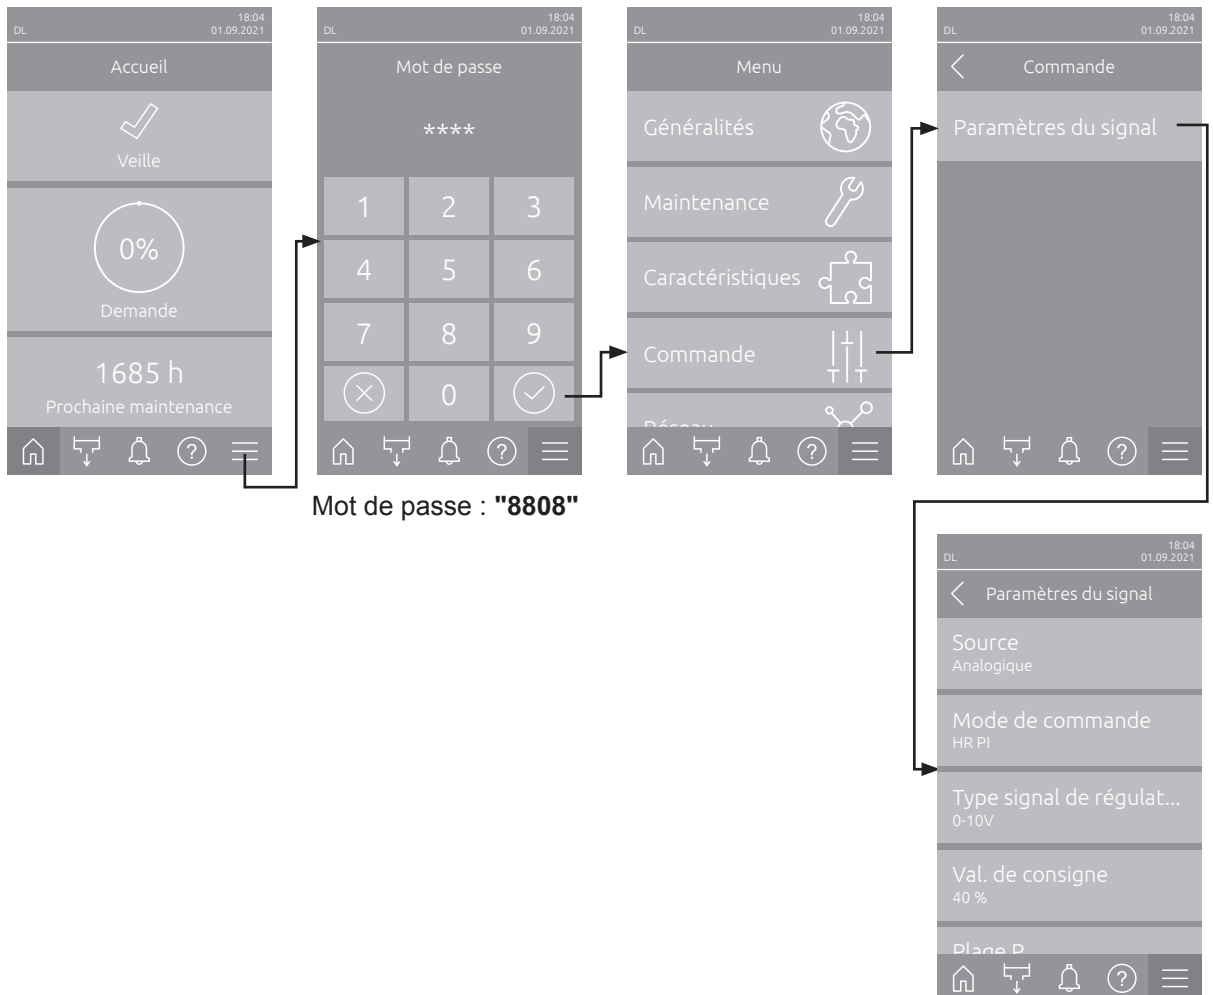 18:04
DL 01.09.2021
Accueil
Veille
0%
Demande
1685 h
Prochaine maintenance
?
18:04
DL 01.09.2021
Mot de passe
****
1 2 3
4 5 6
7 8 9
0
?
Mot de passe : "8808"
18:04
DL 01.09.2021
Menu
Généralités
Maintenance
Caractéristiques
Commande
Réseau
?
18:04
DL 01.09.2021
Commande
Paramètres du signal
?
18:04
DL 01.09.2021
Paramètres du signal
Source
Analogique
Mode de commande
HR PI
Type signal de régulat...
0-10V
Val. de consigne
40 %
Plage P
?